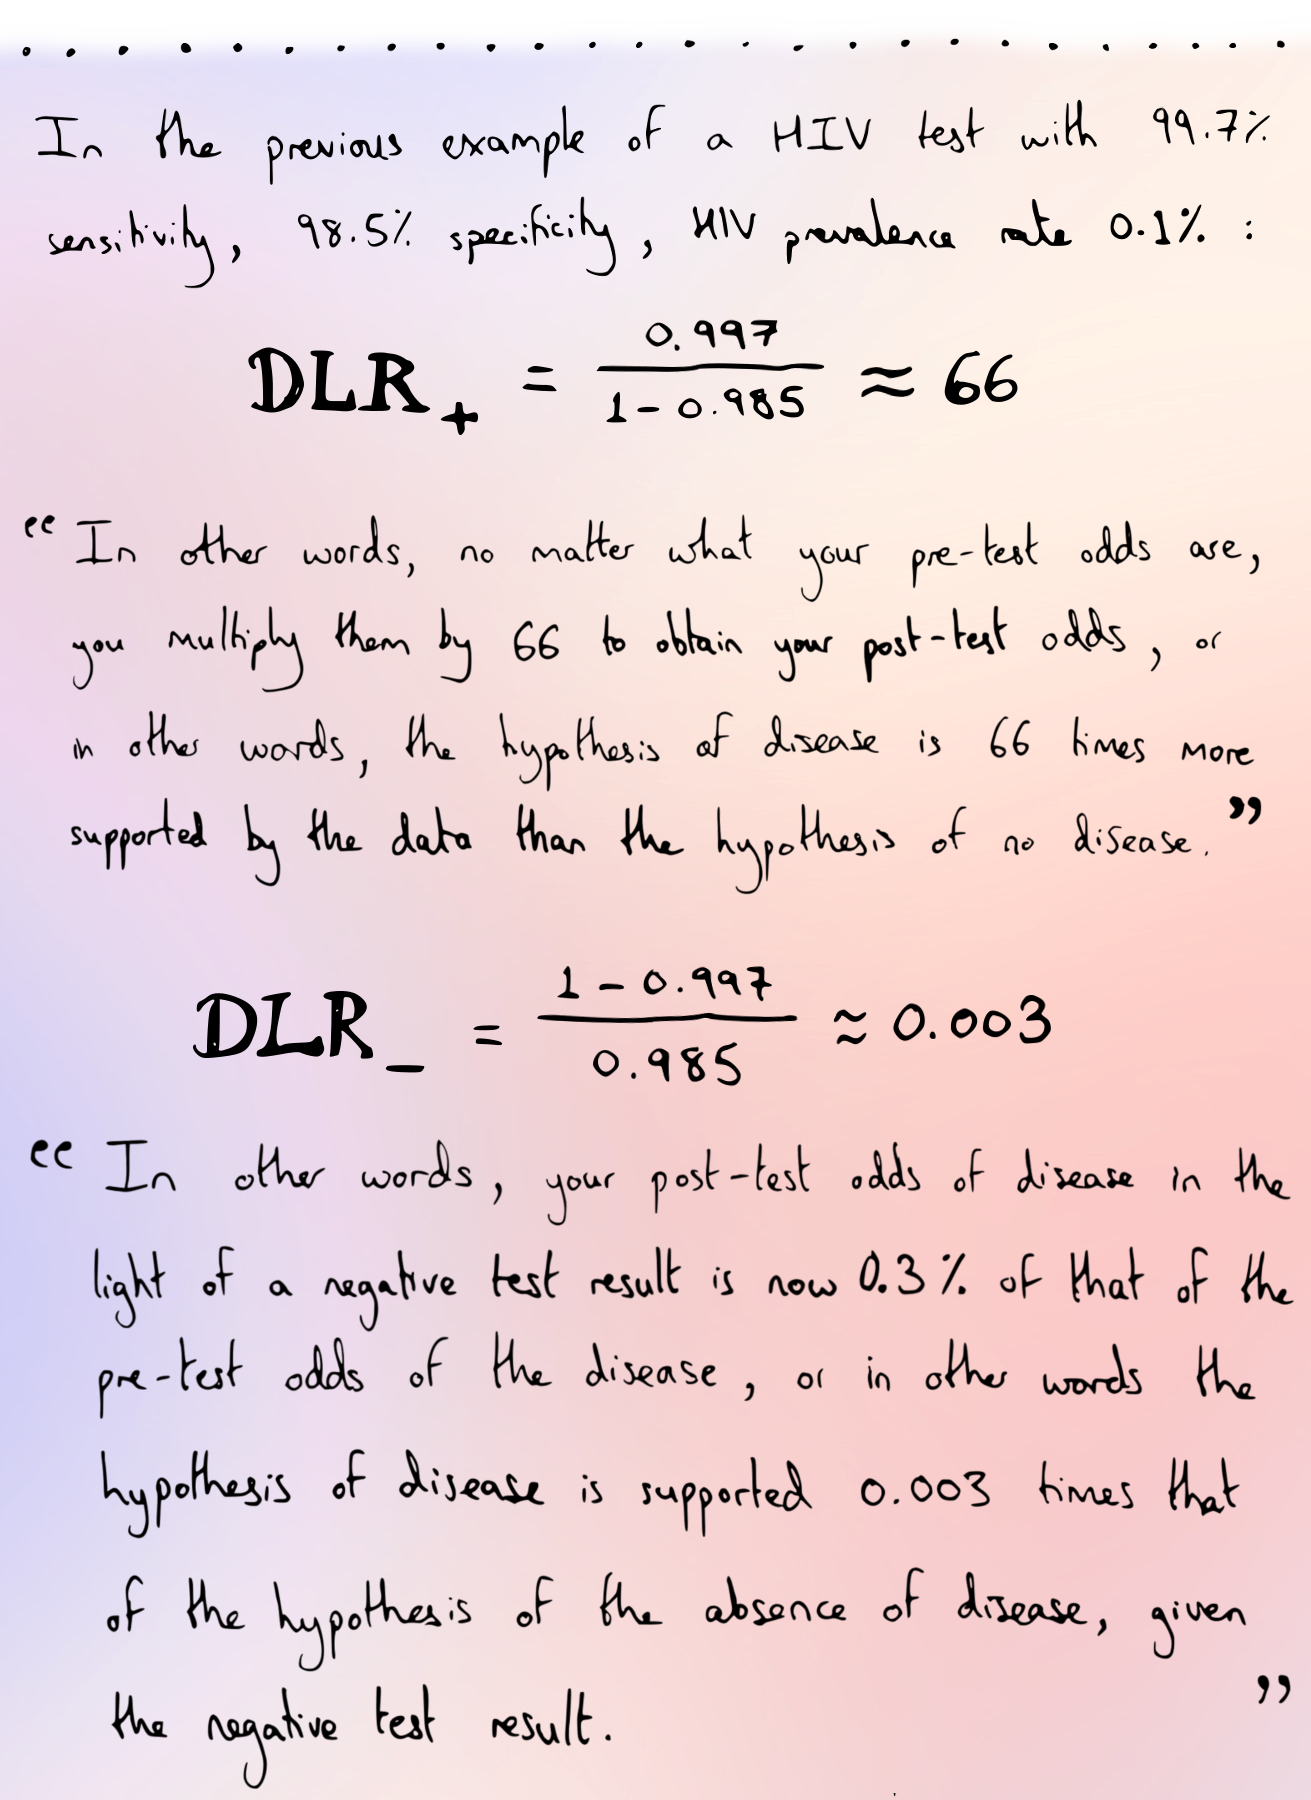 In the previous example of a HIV test with 99.7%
sensitivity, 98.5% specificity, HIV prevalence rate 0.1% :
DLR₊ = 0.997 / 1 - 0.985 ≈ 66
“In other words, no matter what your pre-test odds are,
you multiply them by 66 to obtain your post-test odds, or
in other words, the hypothesis of disease is 66 times more
supported by the data than the hypothesis of no disease.”
DLR₋ = 1 - 0.997 / 0.985 ≈ 0.003
“In other words, your post-test odds of disease in the
light of a negative test result is now 0.3% of that of the
pre-test odds of the disease, or in other words the
hypothesis of disease is supported 0.003 times that
of the hypothesis of the absence of disease, given
the negative test result.”